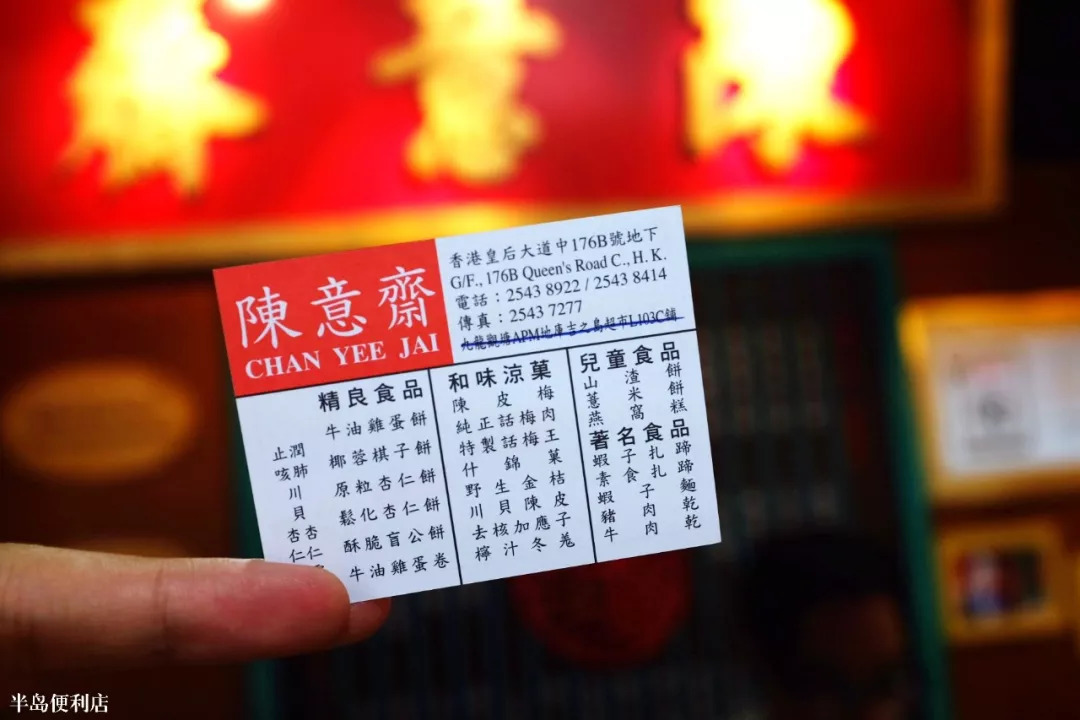 陳意齋
CHAN YEE JAI
香港皇后大道中176B號地下
G/F., 176B Queen's Road C., H. K.
電話：2543 8922 / 2543 8414
傳真：2543 7277
九龍觀塘APM地庫吉之島超市L103C舖
精良食品
牛油雞蛋餅
椰蓉棋子餅
原粒杏仁餅
鬆化杏仁餅
酥脆盲公餅
牛油雞蛋卷
止咳川貝杏仁
潤肺杏仁
和味涼菓
陳皮梅
純正話梅肉
特製話梅王
什錦菓
野生金桔
川貝陳皮
去核加應子
檸汁冬羗
兒童食品
山渣餅
薏米餅
燕窩糕
著名食品
蝦子扎蹄
素食扎蹄
蝦子麵
豬肉乾
牛肉乾
半岛便利店